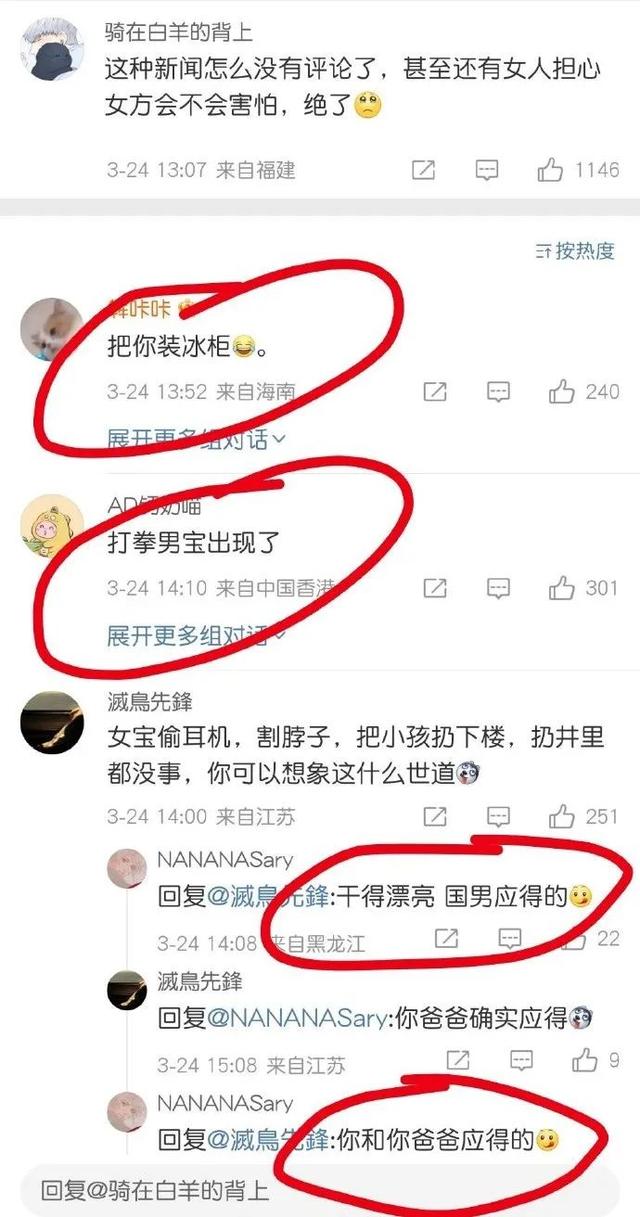 骑在白羊的背上
这种新闻怎么没有评论了，甚至还有女人担心
女方会不会害怕，绝了
3-24 13:07 来自福建
1146
按热度
咔咔
把你装冰柜。
3-24 13:52 来自海南
240
展开更多组对话
AD钙奶喵
打拳男宝出现了
3-24 14:10 来自中国香港
301
展开更多组对话
滅鳥先鋒
女宝偷耳机，割脖子，把小孩扔下楼，扔井里
都没事，你可以想象这什么世道
3-24 14:00 来自江苏
251
NANANASary
回复@滅鳥先鋒:干得漂亮 国男应得的
3-24 14:08 来自黑龙江
22
滅鳥先鋒
回复@NANANASary:你爸爸确实应得
3-24 15:08 来自江苏
9
NANANASary
回复@滅鳥先鋒:你和你爸爸应得的
回复@骑在白羊的背上